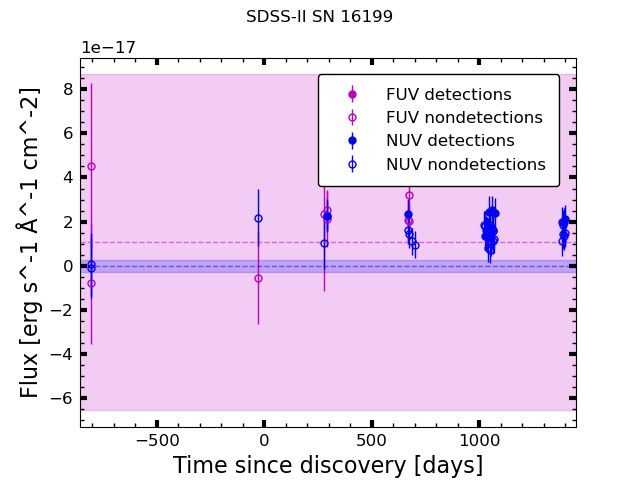 SDSS-II SN 16199
1e−17
FUV detections
FUV nondetections
NUV detections
NUV nondetections
8
6
4
2
0
−2
−4
−6
Flux [erg s^-1 Å^-1 cm^-2]
−500 0 500 1000
Time since discovery [days]